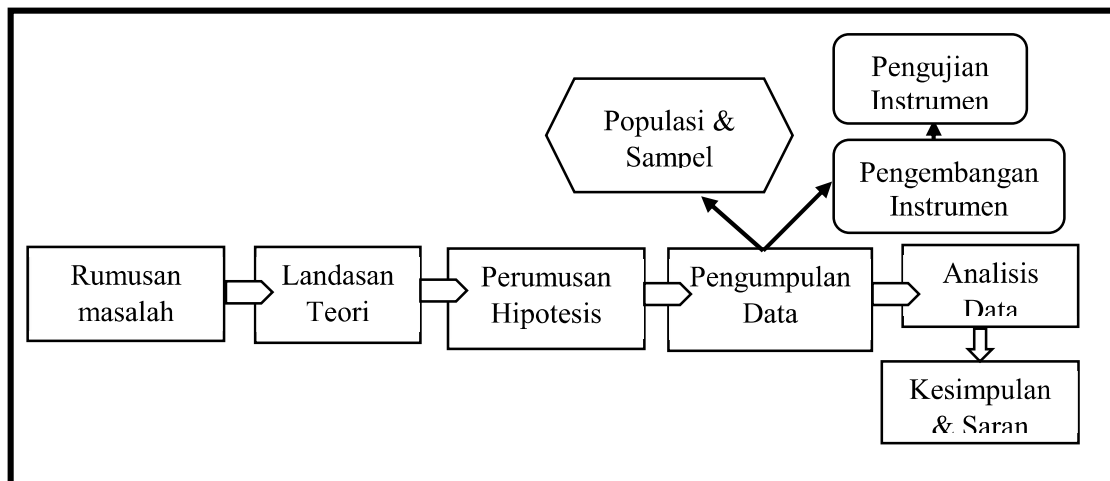 Pengujian
Instrumen
Populasi &
Sampel
Pengembangan
Instrumen
Rumusan
masalah
Landasan
Teori
Perumusan
Hipotesis
Pengumpulan
Data
Analisis
Data
Kesimpulan
& Saran